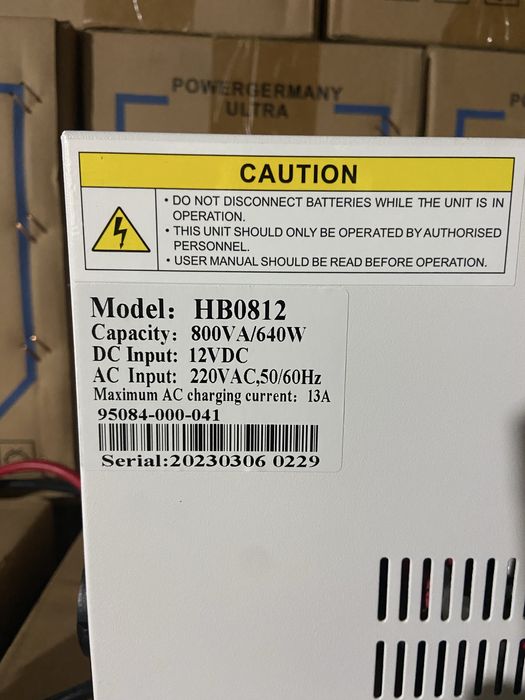 POWERGERMANY
ULTRA
CAUTION
• DO NOT DISCONNECT BATTERIES WHILE THE UNIT IS IN
OPERATION.
• THIS UNIT SHOULD ONLY BE OPERATED BY AUTHORISED
PERSONNEL.
• USER MANUAL SHOULD BE READ BEFORE OPERATION.
Model: HB0812
Capacity: 800VA/640W
DC Input: 12VDC
AC Input: 220VAC,50/60Hz
Maximum AC charging current: 13A
95084-000-041
Serial:20230306 0229